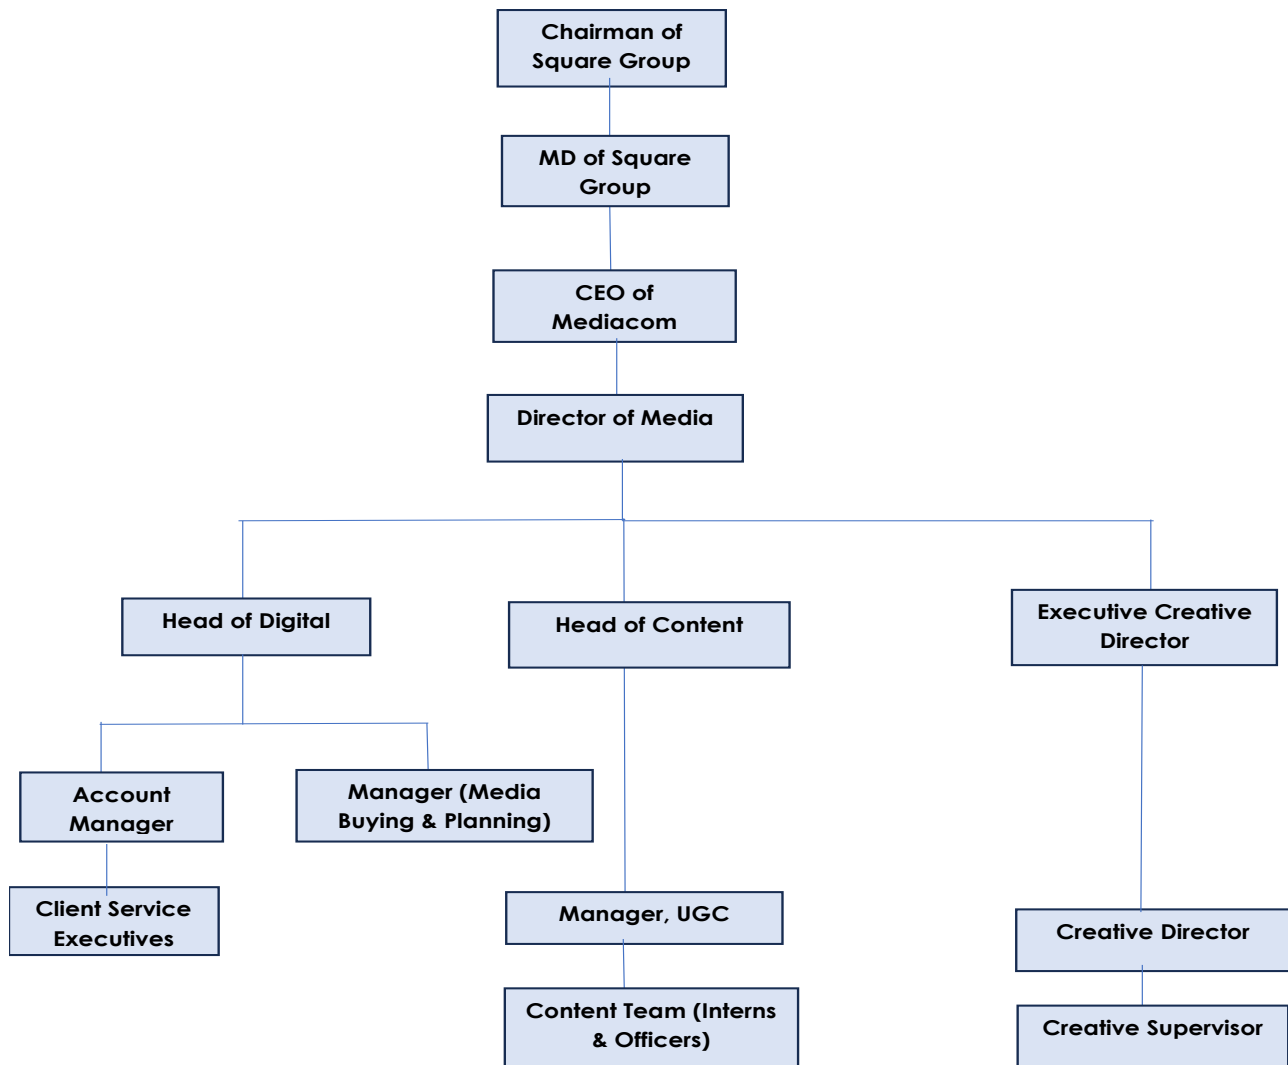 Chairman of
Square Group
MD of Square
Group
CEO of
Mediacom
Director of Media
Head of Digital
Head of Content
Executive Creative
Director
Account
Manager
Manager (Media
Buying & Planning)
Client Service
Executives
Manager, UGC
Creative Director
Content Team (Interns
& Officers)
Creative Supervisor